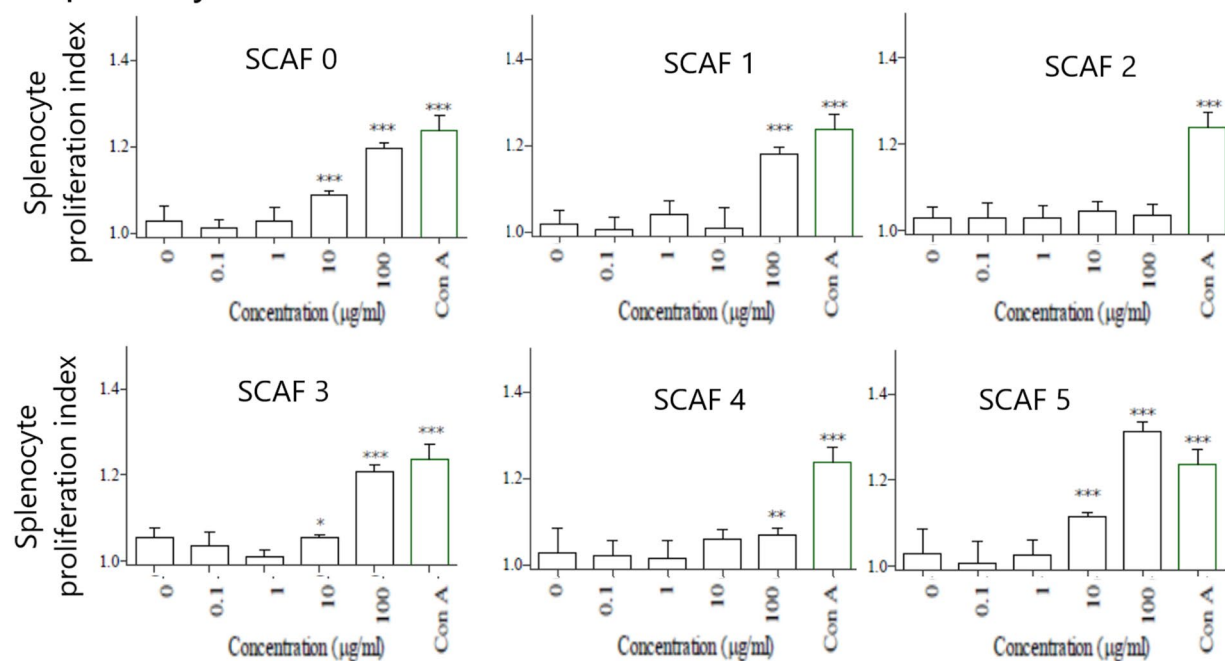 SCAF 0
SCAF 1
SCAF 2
Splenocyte
proliferation index
1.4
1.2
1.0
***
***
***
0
0.1
1
10
100
Con A
Concentration (µg/ml)
1.4
1.2
1.0
***
***
0
0.1
1
10
100
Con A
Concentration (µg/ml)
1.4
1.2
1.0
***
0
0.1
1
10
100
Con A
Concentration (µg/ml)
SCAF 3
SCAF 4
SCAF 5
Splenocyte
proliferation index
1.4
1.2
1.0
*
***
***
0
0.1
1
10
100
Con A
Concentration (µg/ml)
1.4
1.2
1.0
**
***
0
0.1
1
10
100
Con A
Concentration (µg/ml)
1.4
1.2
1.0
***
***
***
0
0.1
1
10
100
Con A
Concentration (µg/ml)